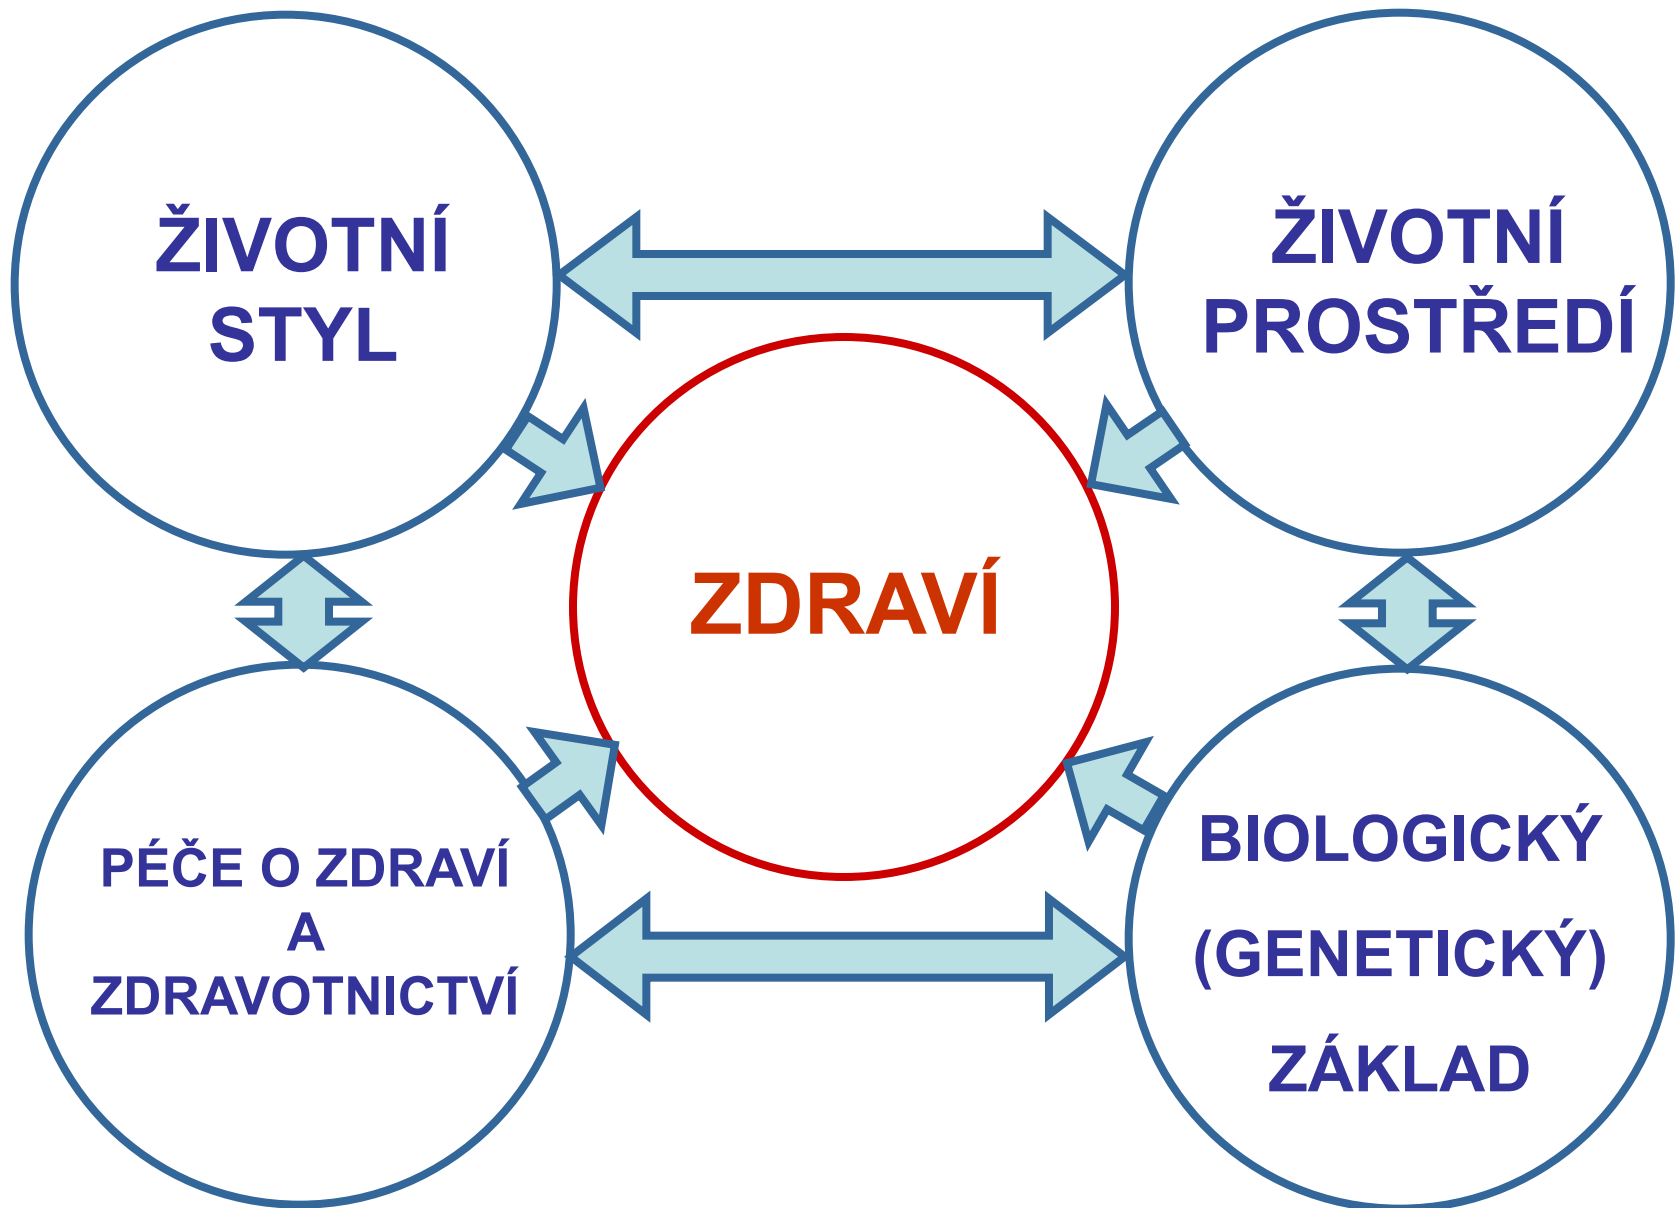 ŽIVOTNÍ
STYL
ŽIVOTNÍ
PROSTŘEDÍ
ZDRAVÍ
PÉČE O ZDRAVÍ
A
ZDRAVOTNICTVÍ
BIOLOGICKÝ
(GENETICKÝ)
ZÁKLAD